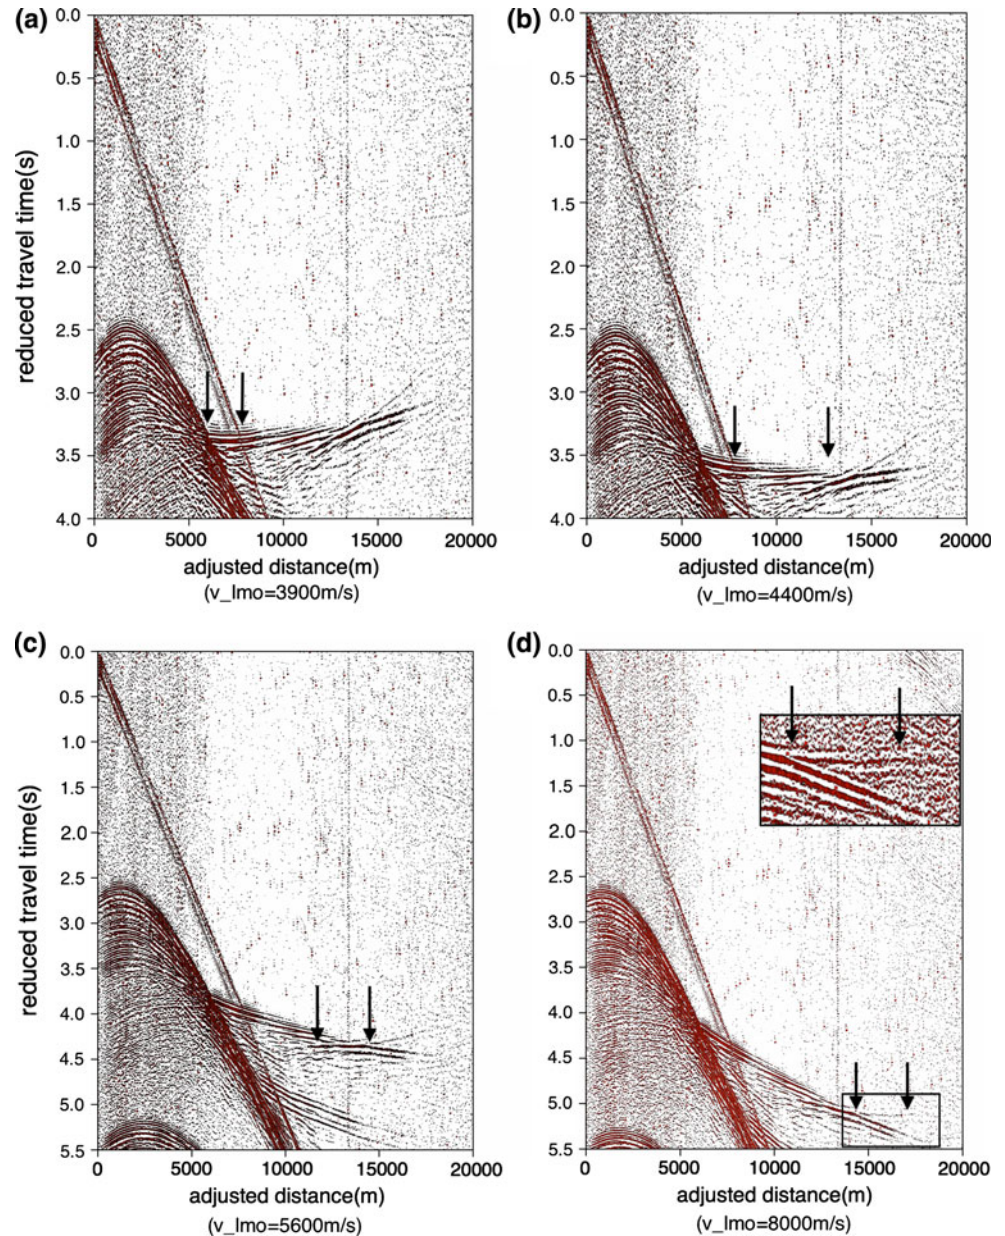 (a)
0.0
0.5
1.0
1.5
2.0
2.5
3.0
3.5
4.0
reduced travel time(s)
0 5000 10000 15000 20000
adjusted distance(m)
(v_lmo=3900m/s)
(b)
0.0
0.5
1.0
1.5
2.0
2.5
3.0
3.5
4.0
0 5000 10000 15000 20000
adjusted distance(m)
(v_lmo=4400m/s)
(c)
0.0
0.5
1.0
1.5
2.0
2.5
3.0
3.5
4.0
4.5
5.0
5.5
reduced travel time(s)
0 5000 10000 15000 20000
adjusted distance(m)
(v_lmo=5600m/s)
(d)
0.0
0.5
1.0
1.5
2.0
2.5
3.0
3.5
4.0
4.5
5.0
5.5
0 5000 10000 15000 20000
adjusted distance(m)
(v_lmo=8000m/s)